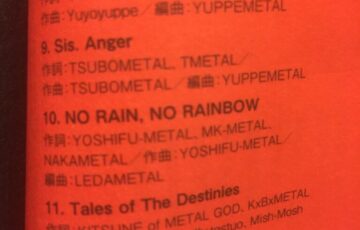 作曲：Yuyoyuppe／編曲：YUPPEMETAL
9. Sis. Anger
作詞：TSUBOMETAL, TMETAL／
作曲：TSUBOMETAL／編曲：YUPPEMETAL
10. NO RAIN, NO RAINBOW
作詞：YOSHIFU-METAL, MK-METAL,
NAKAMETAL／作曲：YOSHIFU-METAL／
編曲：LEDAMETAL
11. Tales of The Destinies
作詞：KITSUNE of METAL GOD, KxBxMETAL
Mish-Mosh